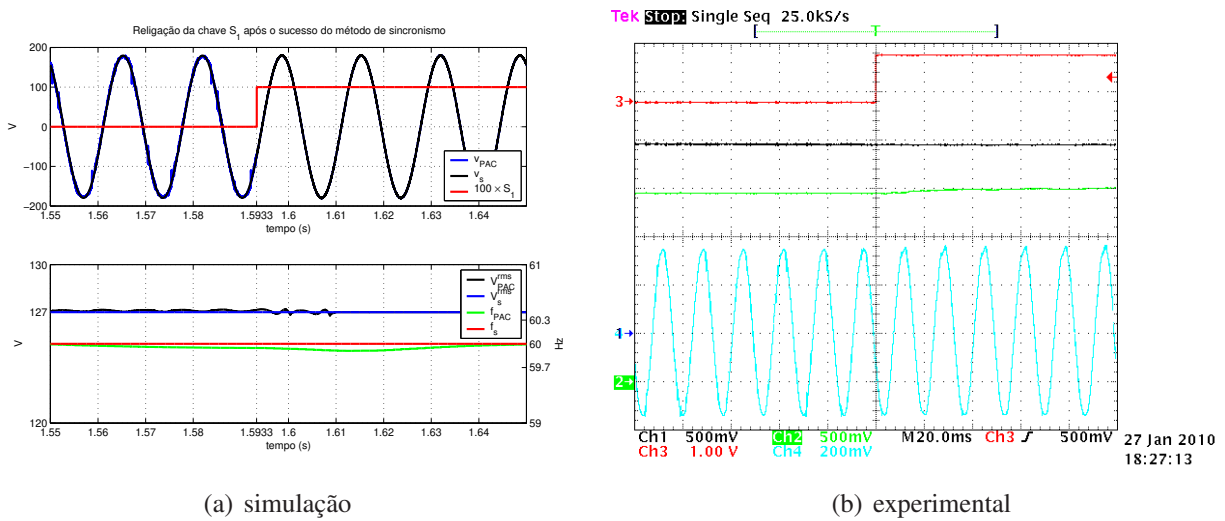 Religação da chave S1 após o sucesso do método de sincronismo
200
100
0
−100
−200
V
vPAC
vs
100 × S1
1.55 1.56 1.57 1.58 1.5933 1.6 1.61 1.62 1.63 1.64
tempo (s)
130
127
120
V
61
60.3
60
59.7
59
Hz
VPAC rms
Vs rms
fPAC
fs
1.55 1.56 1.57 1.58 1.5933 1.6 1.61 1.62 1.63 1.64
tempo (s)
(a) simulação
Tek Stop: Single Seq 25.0kS/s
[ T ]
3
1
2
Ch1 500mV Ch2 500mV M 20.0ms Ch3 500mV
Ch3 1.00 V Ch4 200mV
27 Jan 2010
18:27:13
(b) experimental